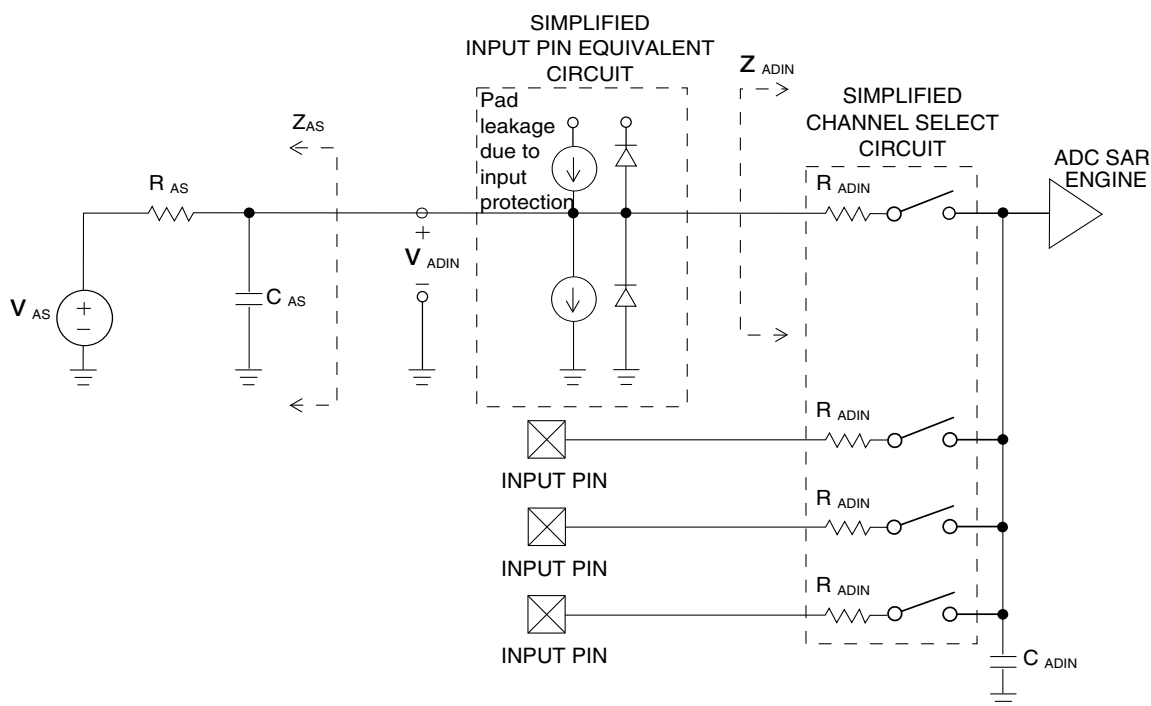 SIMPLIFIED
INPUT PIN EQUIVALENT
CIRCUIT
Pad
leakage
due to
input
protection
Z ADIN
SIMPLIFIED
CHANNEL SELECT
CIRCUIT
ADC SAR
ENGINE
ZAS
R AS
R ADIN
+
V ADIN
–
C AS
V AS
+
–
R ADIN
INPUT PIN
R ADIN
INPUT PIN
R ADIN
INPUT PIN
C ADIN